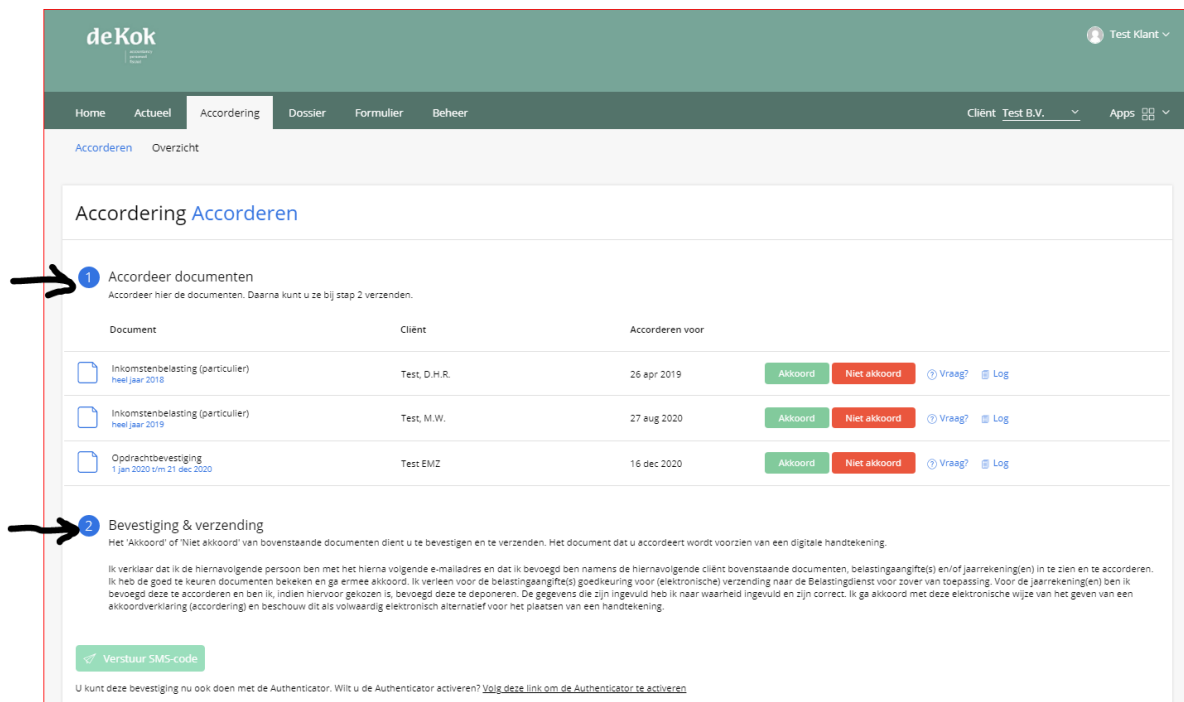 deKok
Test Klant
Home Actueel Accordering Dossier Formulier Beheer Cliënt Test B.V. Apps
Accorderen Overzicht
Accordering Accorderen
1 Accordeer documenten
Accordeer hier de documenten. Daarna kunt u ze bij stap 2 verzenden.
Document Cliënt Accorderen voor
Inkomstenbelasting (particulier)
heel jaar 2018
Test, D.H.R. 26 apr 2019 Akkoord Niet akkoord Vraag? Log
Inkomstenbelasting (particulier)
heel jaar 2019
Test, M.W. 27 aug 2020 Akkoord Niet akkoord Vraag? Log
Opdrachtbevestiging
1 jan 2020 t/m 21 dec 2020
Test EMZ 16 dec 2020 Akkoord Niet akkoord Vraag? Log
2 Bevestiging & verzending
Het 'Akkoord' of 'Niet akkoord' van bovenstaande documenten dient u te bevestigen en te verzenden. Het document dat u accordeert wordt voorzien van een digitale handtekening.
Ik verklaar dat ik de hiernavolgende persoon ben met het hierna volgende e-mailadres en dat ik bevoegd ben namens de hiernavolgende cliënt bovenstaande documenten, belastingaangifte(s) en/of jaarrekening(en) in te zien en te accorderen.
Ik heb de goed te keuren documenten bekeken en ga ermee akkoord. Ik verleen voor de belastingaangifte(s) goedkeuring voor (elektronische) verzending naar de Belastingdienst voor zover van toepassing. Voor de jaarrekening(en) ben ik
bevoegd deze te accorderen en ben ik, indien hiervoor gekozen is, bevoegd deze te deponeren. De gegevens die zijn ingevuld heb ik naar waarheid ingevuld en zijn correct. Ik ga akkoord met deze elektronische wijze van het geven van een
akkoordverklaring (accordering) en beschouw dit als volwaardig elektronisch alternatief voor het plaatsen van een handtekening.
Verstuur SMS-code
U kunt deze bevestiging nu ook doen met de Authenticator. Wilt u de Authenticator activeren? Volg deze link om de Authenticator te activeren